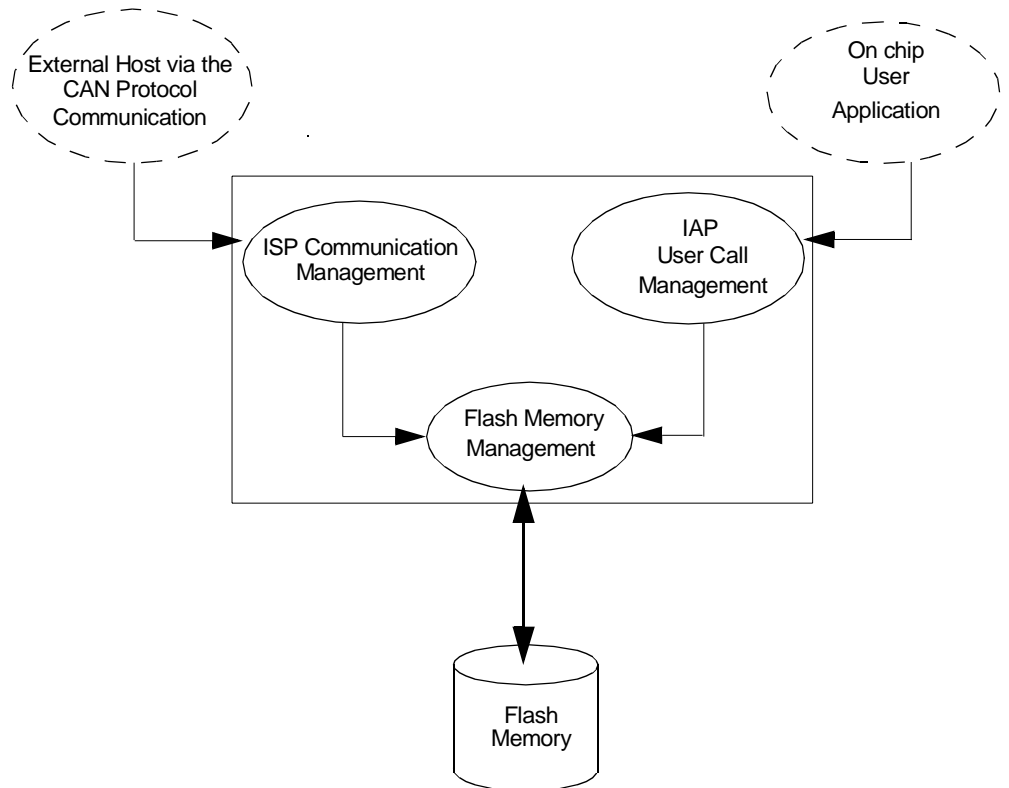 External Host via the
CAN Protocol
Communication
On chip
User
Application
ISP Communication
Management
IAP
User Call
Management
Flash Memory
Management
Flash
Memory